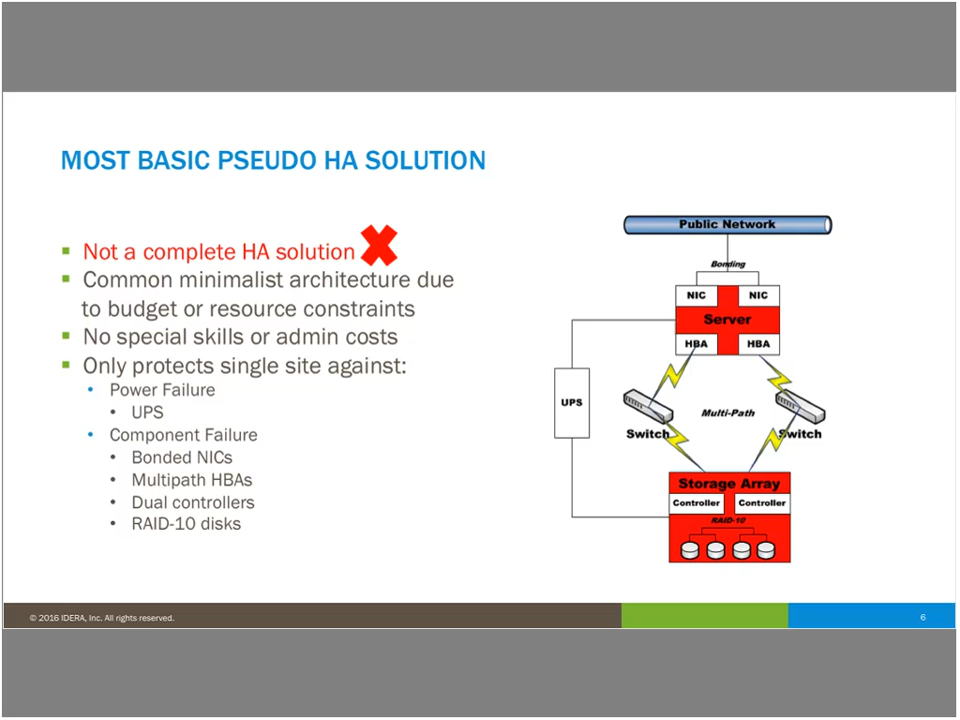 MOST BASIC PSEUDO HA SOLUTION
Not a complete HA solution
Common minimalist architecture due
to budget or resource constraints
No special skills or admin costs
Only protects single site against:
Power Failure
UPS
Component Failure
Bonded NICs
Multipath HBAs
Dual controllers
RAID-10 disks
Public Network
Bonding
NIC NIC
Server
HBA HBA
UPS
Multi-Path
Switch Switch
Storage Array
Controller Controller
RAID-10
© 2016 IDERA, Inc. All rights reserved.
6